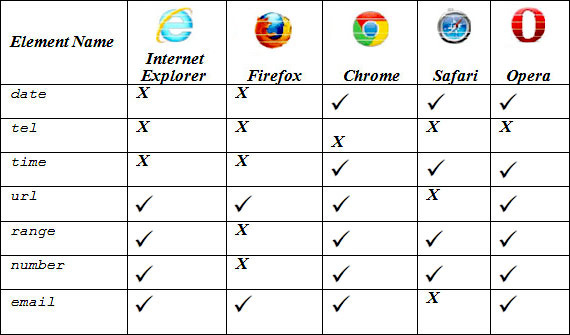 Element Name Internet Explorer Firefox Chrome Safari Opera
date X X ✓ ✓ ✓
tel X X X X X
time X X ✓ ✓ ✓
url ✓ ✓ ✓ X ✓
range ✓ X ✓ ✓ ✓
number ✓ X ✓ ✓ ✓
email ✓ ✓ ✓ X ✓